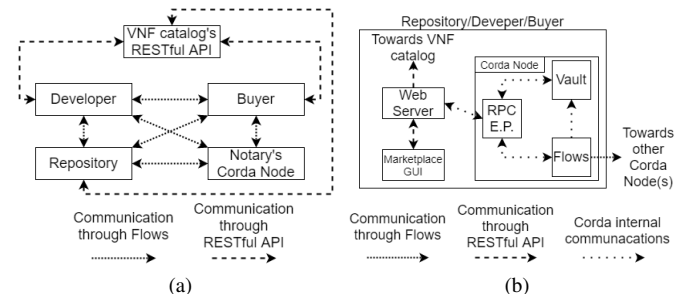 VNF catalog's
RESTful API
Developer
Buyer
Repository
Notary's
Corda Node
Communication
through Flows
Communication
through
RESTful API
(a)
Repository/Deveper/Buyer
Towards VNF
catalog
Web
Server
Marketplace
GUI
Corda Node
RPC
E.P.
Vault
Flows
Towards
other
Corda
Node(s)
Communication
through Flows
Communication
through
RESTful API
Corda internal
communacations
(b)